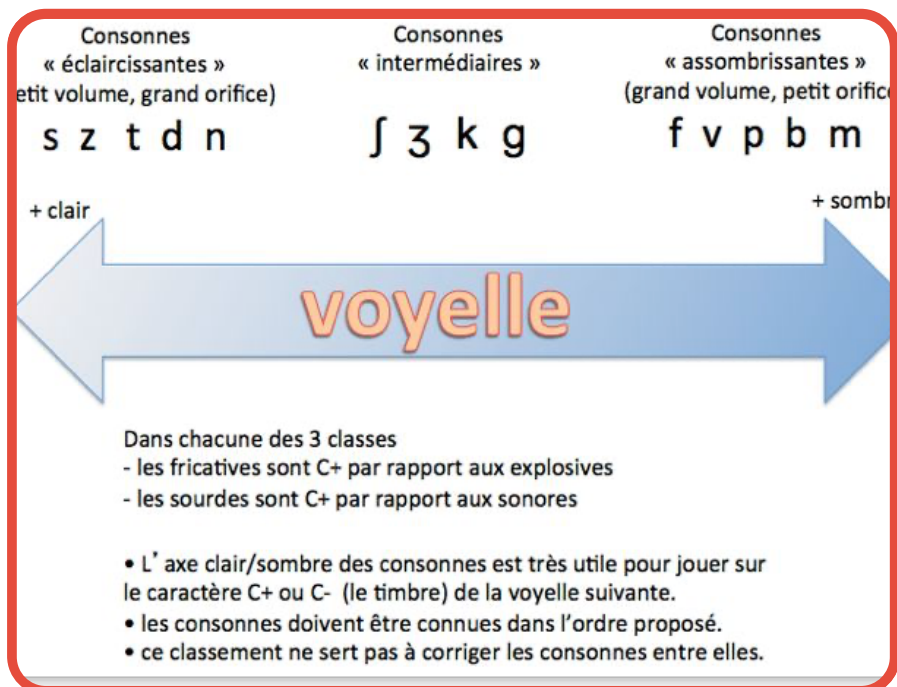 Consonnes
« éclaircissantes »
etit volume, grand orifice)
s z t d n
Consonnes
« intermédiaires »
ʃ ʒ k g
Consonnes
« assombrissantes »
(grand volume, petit orifice
f v p b m
+ clair
+ sombr
voyelle
Dans chacune des 3 classes
- les fricatives sont C+ par rapport aux explosives
- les sourdes sont C+ par rapport aux sonores
• L' axe clair/sombre des consonnes est très utile pour jouer sur
le caractère C+ ou C- (le timbre) de la voyelle suivante.
• les consonnes doivent être connues dans l'ordre proposé.
• ce classement ne sert pas à corriger les consonnes entre elles.